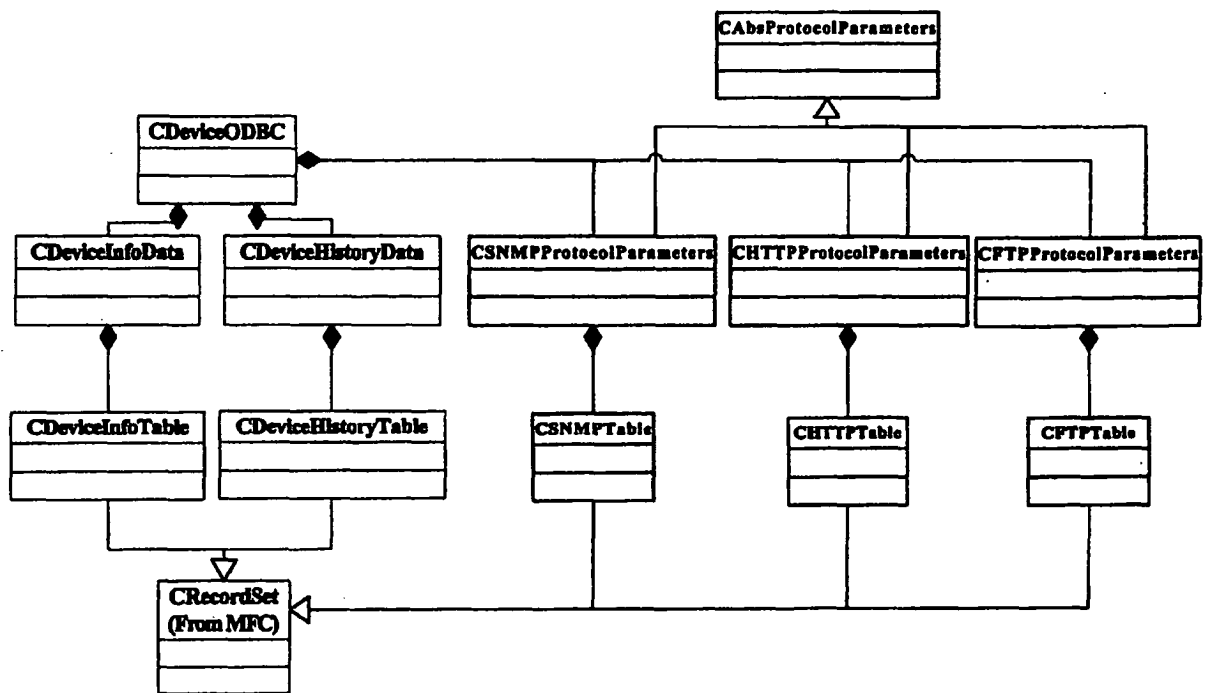 CAbsProtocolParameters
CDeviceODBC
CDeviceInfoData
CDeviceHistoryData
CSNMPProtocolParameters
CHTTPProtocolParameters
CFTPProtocolParameters
CDeviceInfoTable
CDeviceHistoryTable
CSNMPTable
CHTTPTable
CFTPTable
CRecordSet
(From MFC)